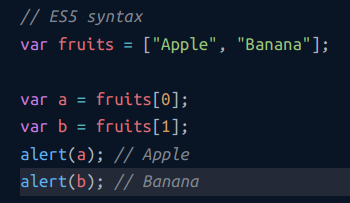 // ES5 syntax
var fruits = ["Apple", "Banana"];
var a = fruits[0];
var b = fruits[1];
alert(a); // Apple
alert(b); // Banana